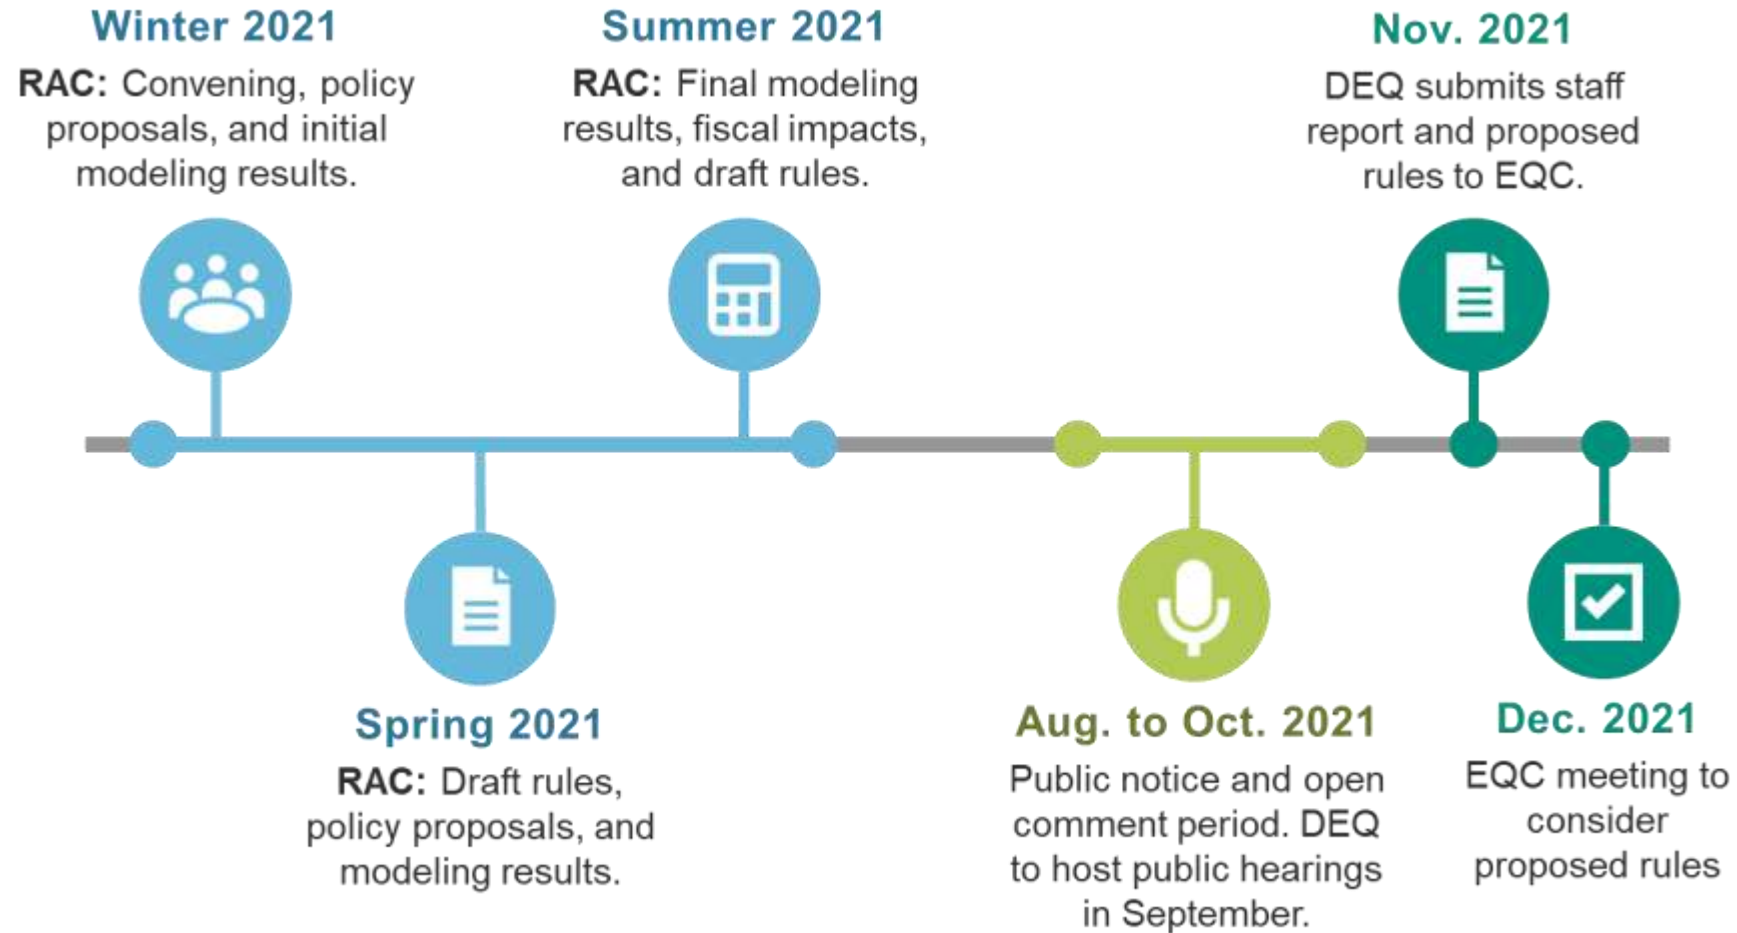 Winter 2021
RAC: Convening, policy
proposals, and initial
modeling results.
Spring 2021
RAC: Draft rules,
policy proposals, and
modeling results.
Summer 2021
RAC: Final modeling
results, fiscal impacts,
and draft rules.
Aug. to Oct. 2021
Public notice and open
comment period. DEQ
to host public hearings
in September.
Nov. 2021
DEQ submits staff
report and proposed
rules to EQC.
Dec. 2021
EQC meeting to
consider
proposed rules